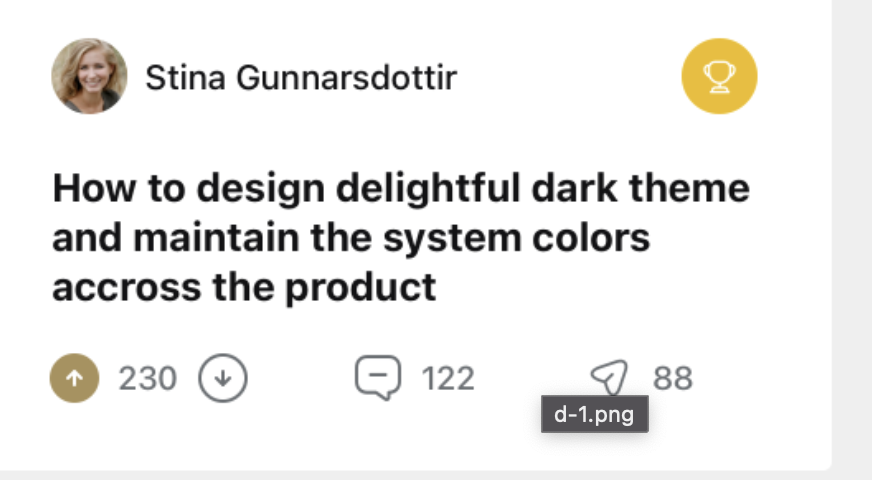 Stina Gunnarsdottir
How to design delightful dark theme
and maintain the system colors
accross the product
230 122 88
d-1.png